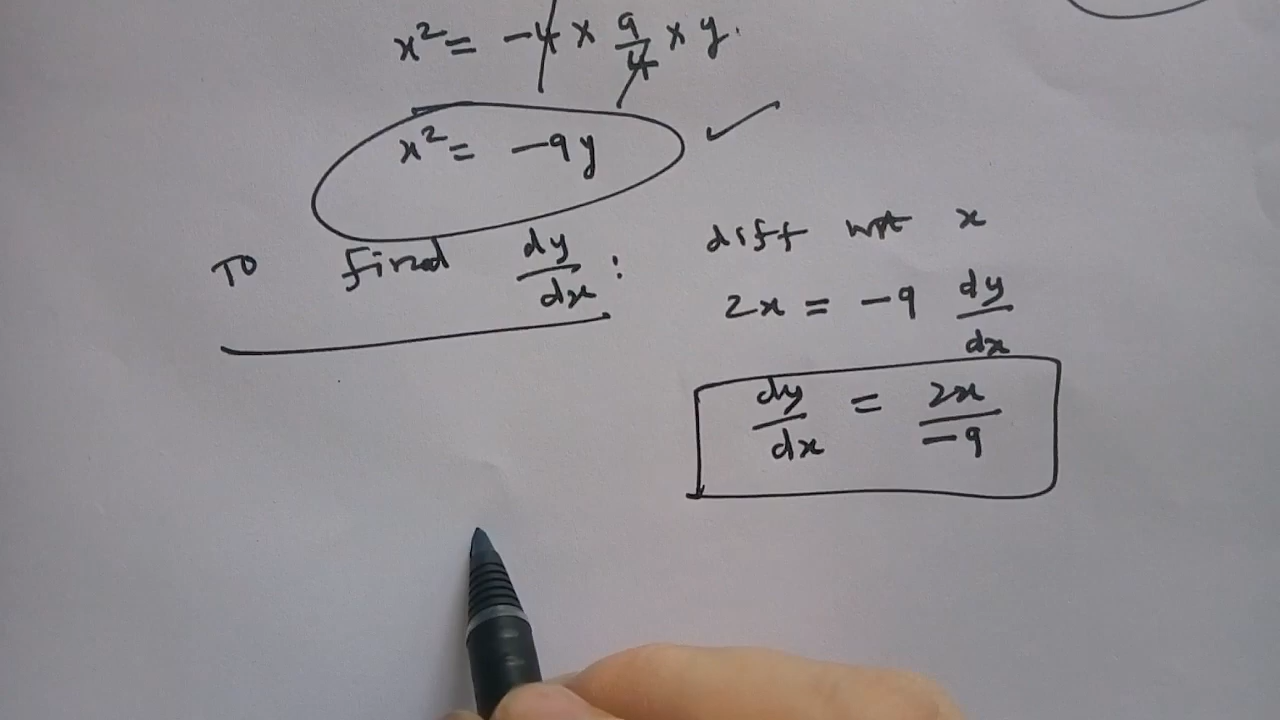 x² = -4 × 9/4 × y.
x² = -9y ✓
To find dy/dx :
diff wrt x
2x = -9 dy/dx
dy/dx = 2x/-9